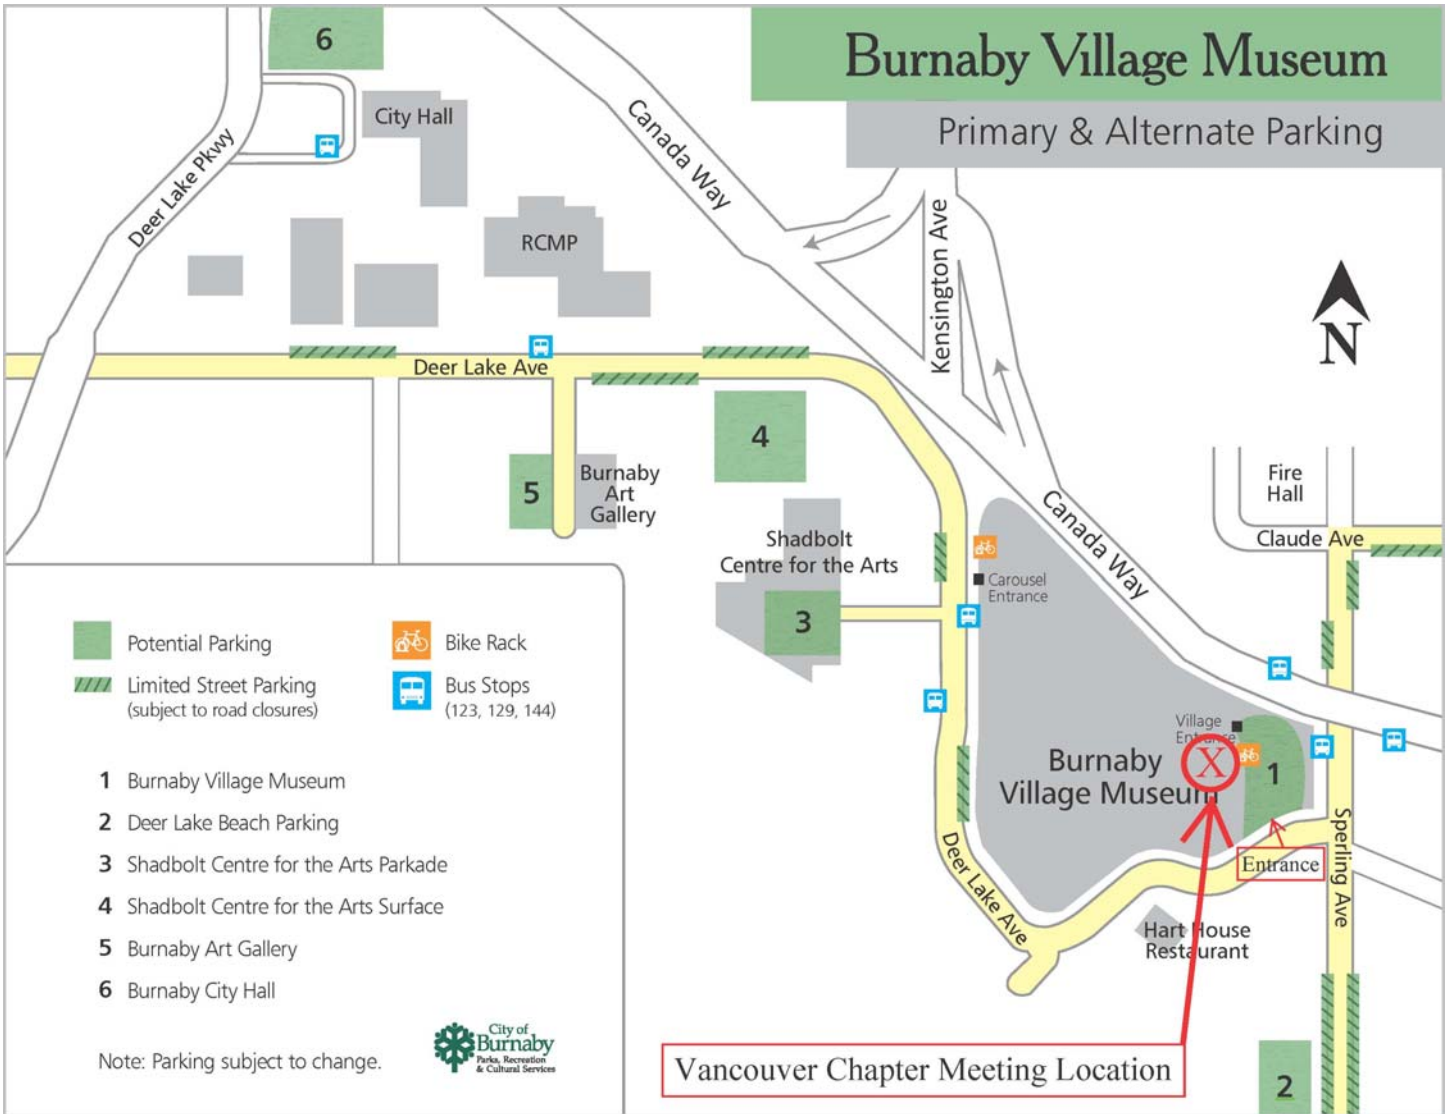 Burnaby Village Museum
Primary & Alternate Parking
6
City Hall
Canada Way
Deer Lake Pkwy
RCMP
Kensington Ave
N
Deer Lake Ave
4
5
Burnaby
Art
Gallery
Fire
Hall
Canada Way
Claude Ave
Shadbolt
Centre for the Arts
Carousel
Entrance
3
Potential Parking
Limited Street Parking
(subject to road closures)
Bike Rack
Bus Stops
(123, 129, 144)
Village
Entrance
X
1
Burnaby
Village Museum
Entrance
Sperling Ave
Deer Lake Ave
Hart House
Restaurant
1 Burnaby Village Museum
2 Deer Lake Beach Parking
3 Shadbolt Centre for the Arts Parkade
4 Shadbolt Centre for the Arts Surface
5 Burnaby Art Gallery
6 Burnaby City Hall
Note: Parking subject to change.
City of
Burnaby
Parks, Recreation
& Cultural Services
Vancouver Chapter Meeting Location
2